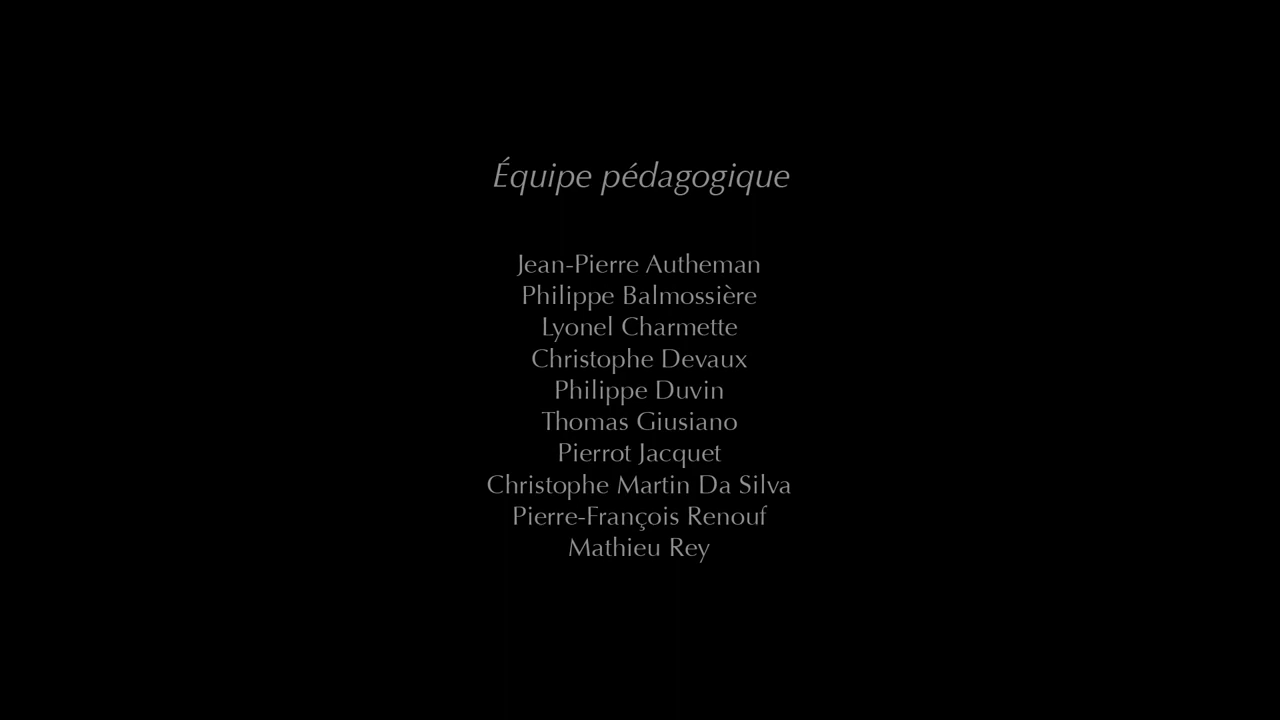 Équipe pédagogique
Jean-Pierre Autheman
Philippe Balmossière
Lyonel Charmette
Christophe Devaux
Philippe Duvin
Thomas Giusiano
Pierrot Jacquet
Christophe Martin Da Silva
Pierre-François Renouf
Mathieu Rey